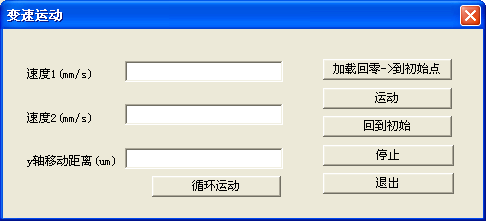 变速运动
速度1(mm/s)
加载回零->到初始点
运动
速度2(mm/s)
回到初始
y轴移动距离(um)
停止
循环运动
退出